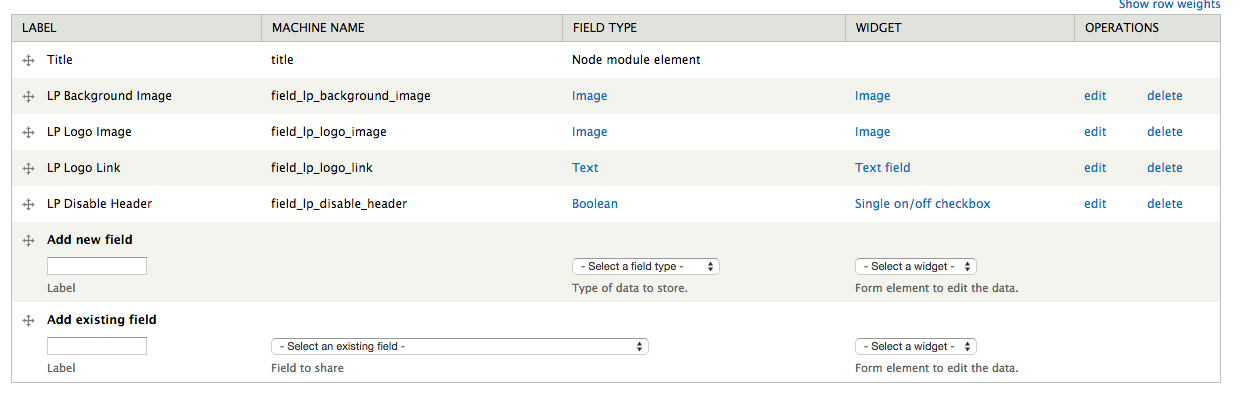 Show row weights
LABEL MACHINE NAME FIELD TYPE WIDGET OPERATIONS
Title title Node module element
LP Background Image field_lp_background_image Image Image edit delete
LP Logo Image field_lp_logo_image Image Image edit delete
LP Logo Link field_lp_logo_link Text Text field edit delete
LP Disable Header field_lp_disable_header Boolean Single on/off checkbox edit delete
Add new field
- Select a field type - - Select a widget -
Label Type of data to store. Form element to edit the data.
Add existing field
- Select an existing field - - Select a widget -
Label Field to share Form element to edit the data.